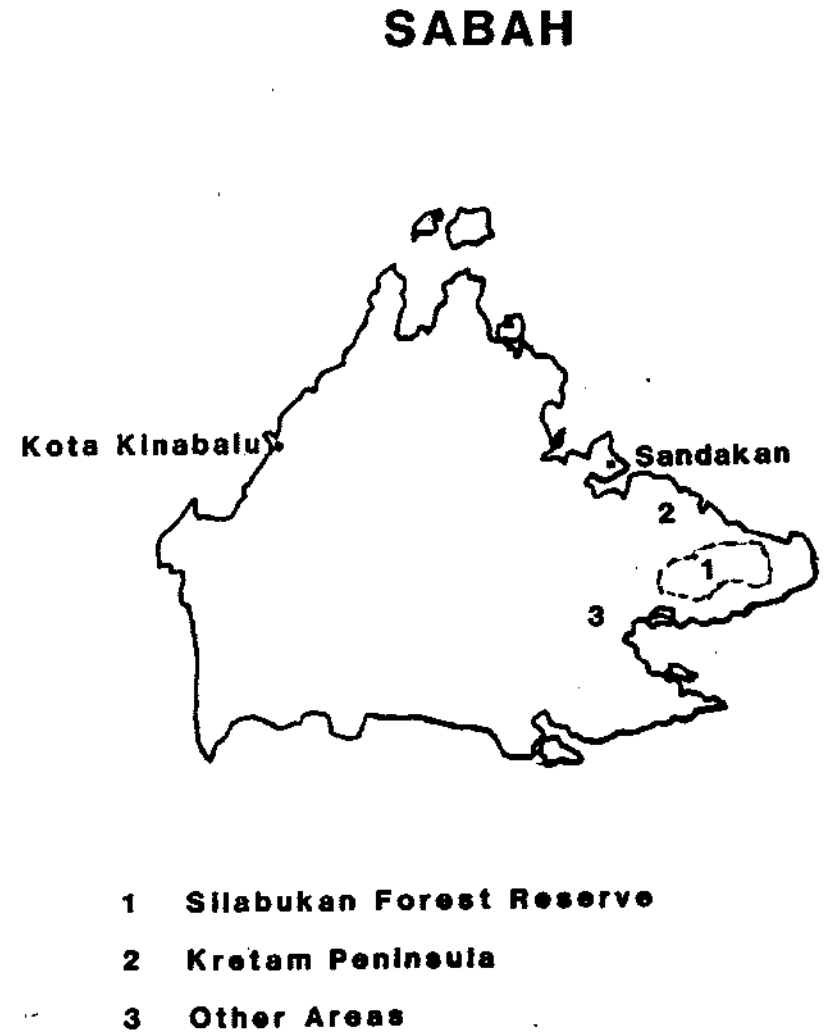 SABAH
Kota Kinabalu
Sandakan
2
1
3
1 Silabukan Forest Reserve
2 Kretam Peninsula
3 Other Areas